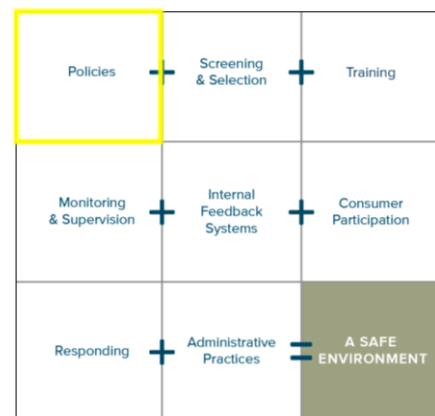 Policies + Screening & Selection + Training
Monitoring & Supervision + Internal Feedback Systems + Consumer Participation
Responding + Administrative Practices = A SAFE ENVIRONMENT